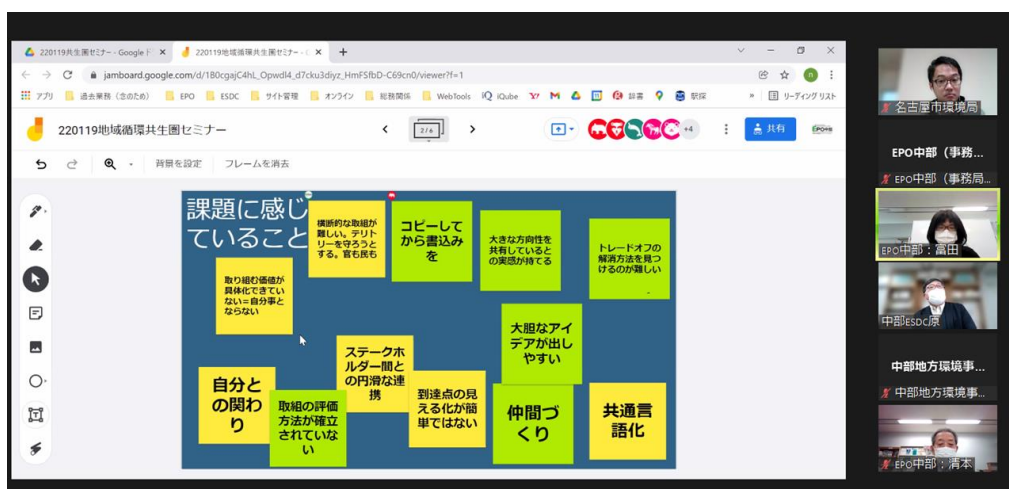 220119共生圏セミナー - Google ド
220119地域循環共生圏セミナー - G
jamboard.google.com/d/180cgajC4hL_Opwdl4_d7cku3diyz_HmFSfbD-C69cn0/viewer?f=1
アプリ
過去業務（念のため）
EPO
ESDC
サイト管理
オンライン
総務関係
WebTools
iQube
辞書
駅探
»
リーディング リスト
220119地域循環共生圏セミナー
2 / 6
+4
共有
背景を設定
フレームを消去
課題に感じ
ていること
横断的な取組が
難しい。テリト
リーを守ろうと
する。官も民も
コピーして
から書込み
を
大きな方向性を
共有していると
の実感が持てる
トレードオフの
解消方法を見つ
けるのが難しい
取り組む価値が
具体化できてい
ない＝自分事と
ならない
大胆なアイ
デアが出し
やすい
ステークホ
ルダー間と
の円滑な連
携
自分と
の関わ
り
取組の評価
方法が確立
されていな
い
到達点の見
える化が簡
単ではない
仲間づ
くり
共通言
語化
名古屋市環境局
EPO中部（事務...
EPO中部（事務局...
EPO中部：富田
中部ESDC原
中部地方環境事...
中部地方環境事...
EPO中部：清本